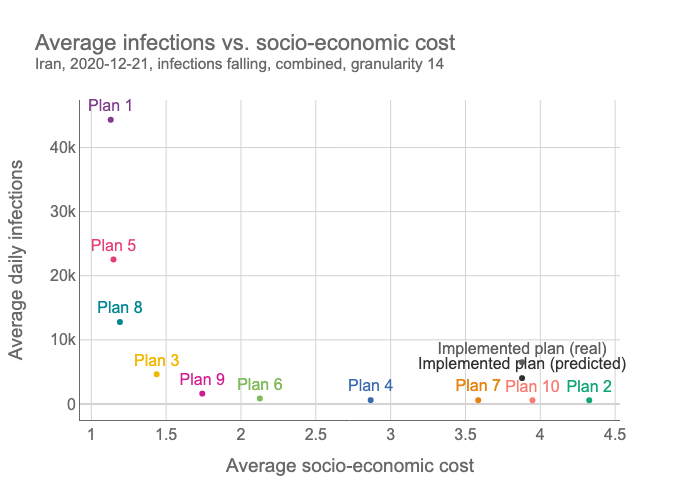 Average infections vs. socio-economic cost
Iran, 2020-12-21, infections falling, combined, granularity 14
Average daily infections
40k
30k
20k
10k
0
Plan 1
Plan 5
Plan 8
Plan 3
Plan 9
Plan 6
Plan 4
Implemented plan (real)
Implemented plan (predicted)
Plan 7
Plan 10
Plan 2
1
1.5
2
2.5
3
3.5
4
4.5
Average socio-economic cost